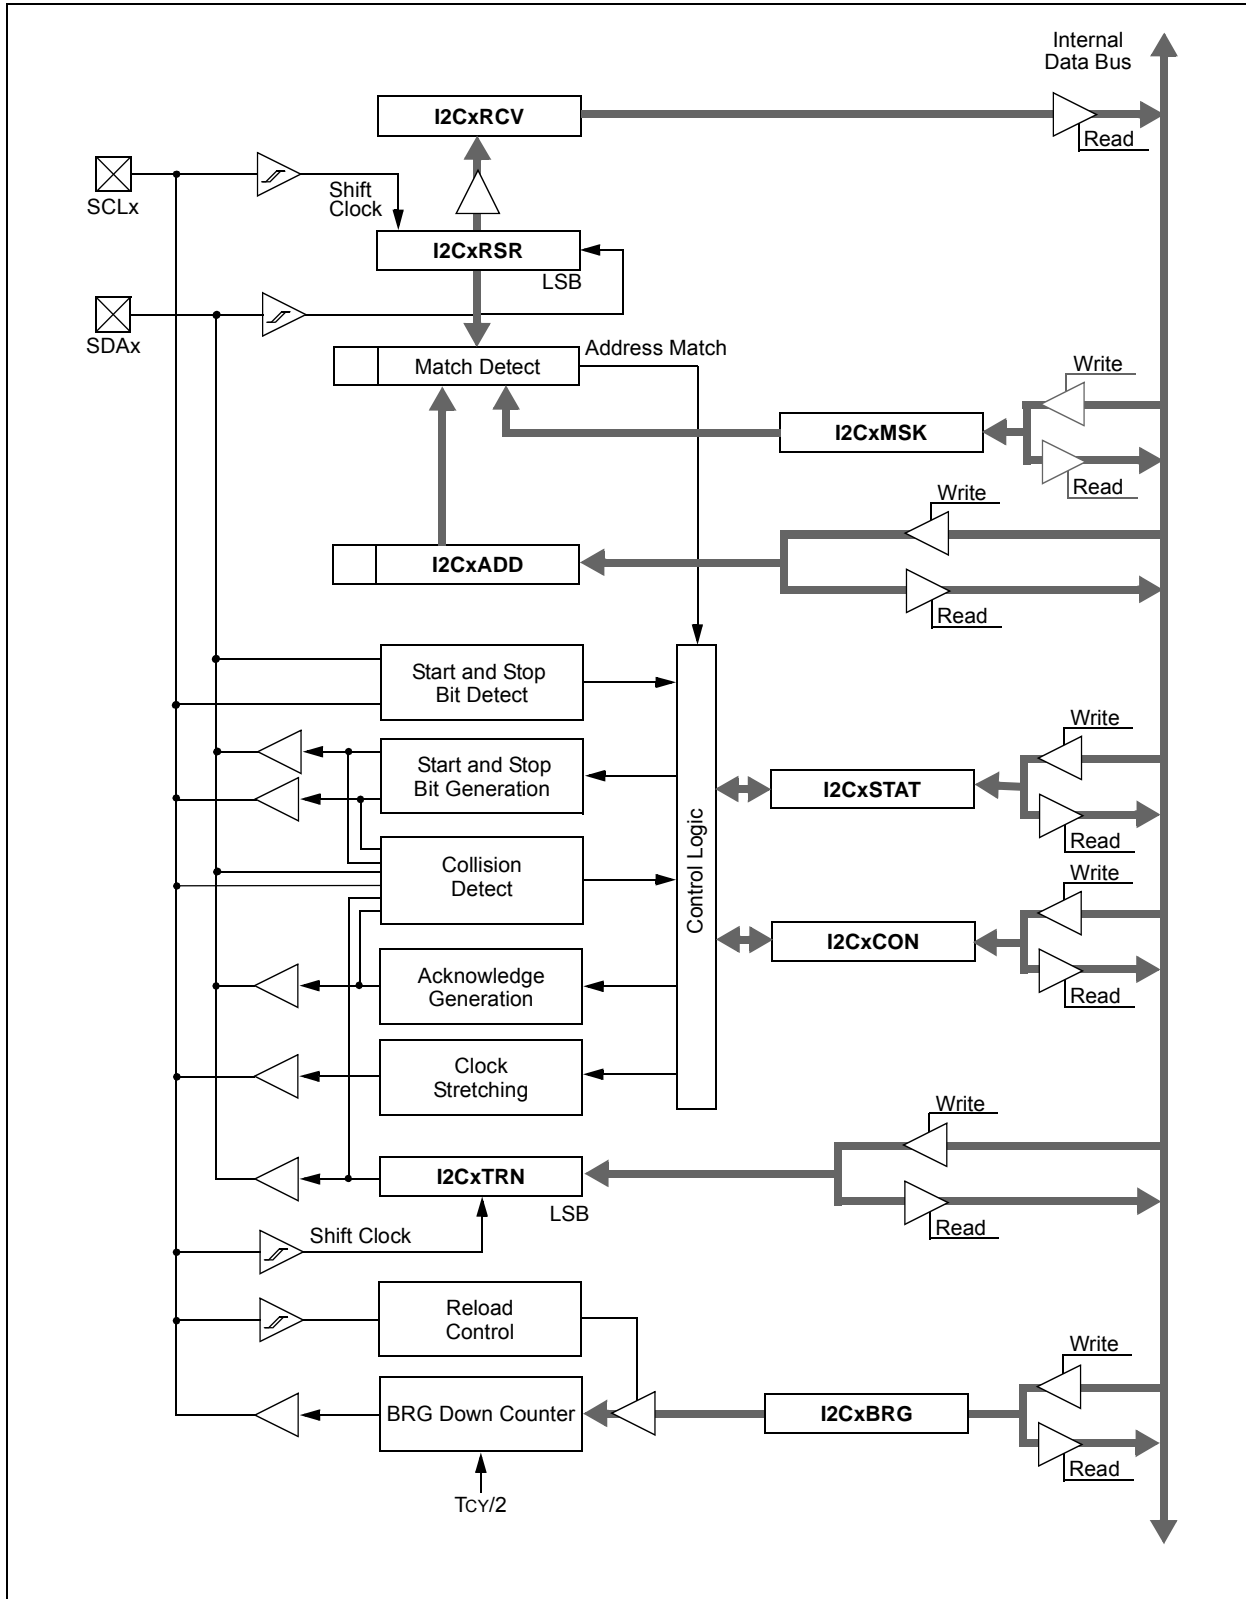 Internal
Data Bus
I2CxRCV
Read
SCLx
Shift
Clock
I2CxRSR
LSB
SDAx
Match Detect
Address Match
Write
I2CxMSK
Read
Write
I2CxADD
Read
Start and Stop
Bit Detect
Start and Stop
Bit Generation
Collision
Detect
Acknowledge
Generation
Clock
Stretching
Control Logic
Write
I2CxSTAT
Read
Write
I2CxCON
Read
Write
I2CxTRN
LSB
Read
Shift Clock
Reload
Control
Write
BRG Down Counter
I2CxBRG
Read
TCY/2